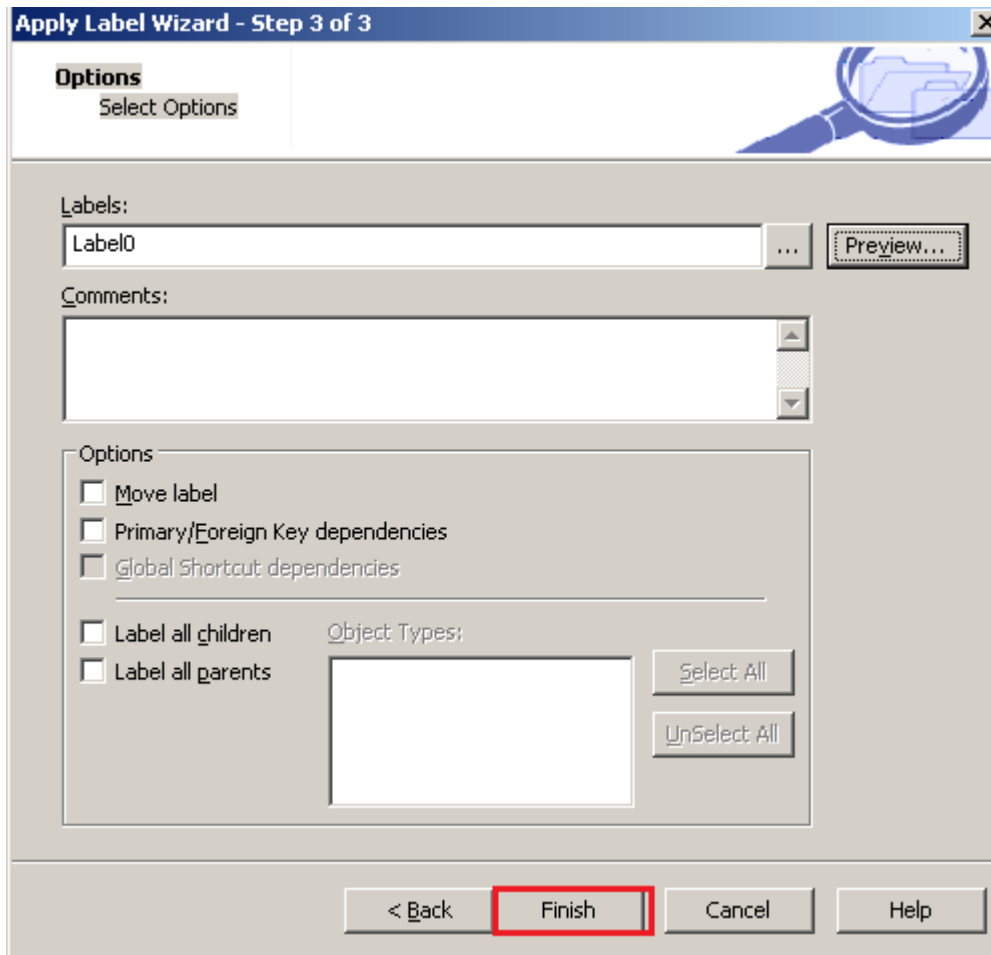 Apply Label Wizard - Step 3 of 3
Options
Select Options
Labels:
Label0
...
Preview...
Comments:
Options
Move label
Primary/Foreign Key dependencies
Global Shortcut dependencies
Label all children
Object Types:
Label all parents
Select All
UnSelect All
< Back
Finish
Cancel
Help